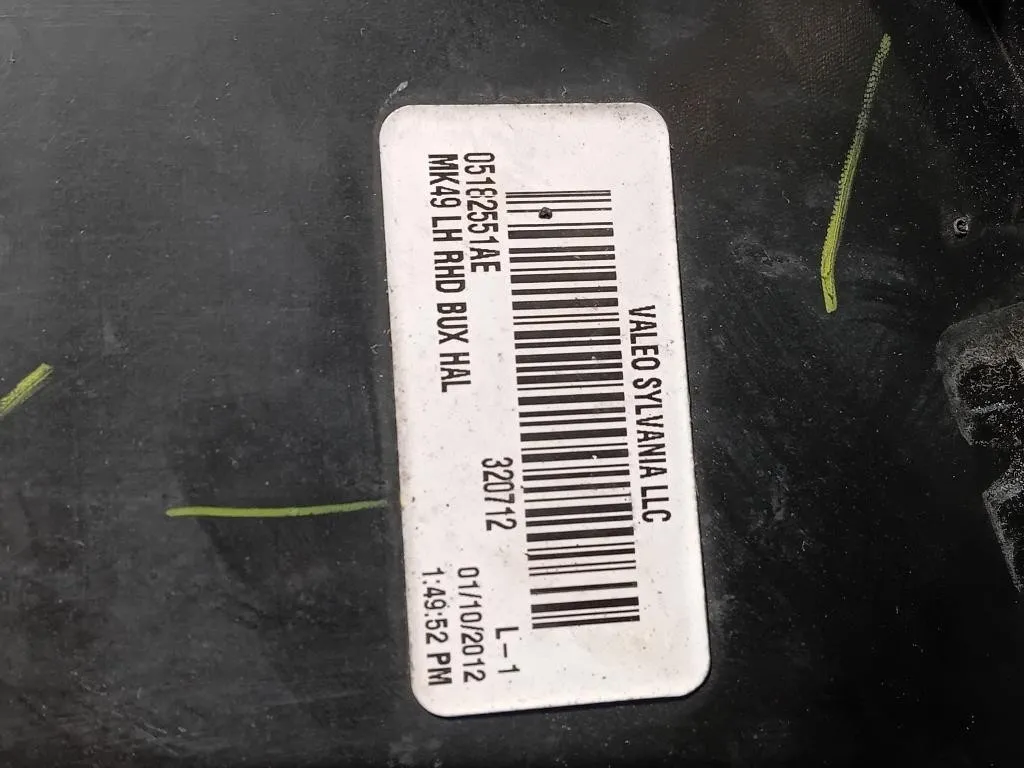 VALEO SYLVANIA LLC
L-1
05182551AE 320712 01/10/2012
MK49 LH RHD BUX HAL 1:49:52 PM